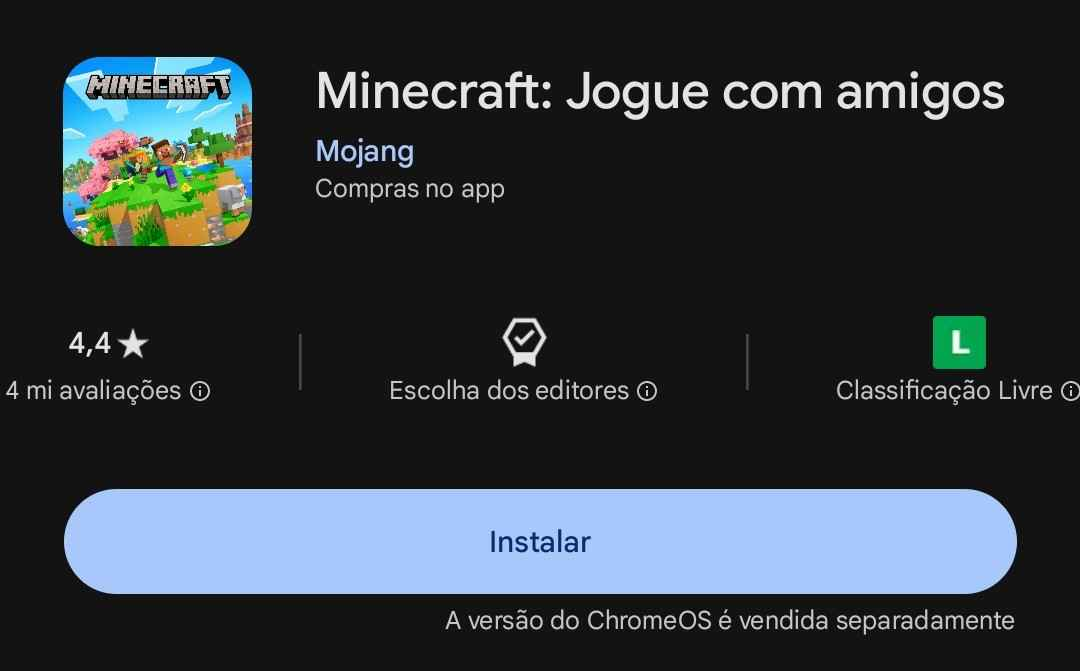 MINECRAFT
Minecraft: Jogue com amigos
Mojang
Compras no app
4,4★
4 mi avaliações
Escolha dos editores
L
Classificação Livre
Instalar
A versão do ChromeOS é vendida separadamente